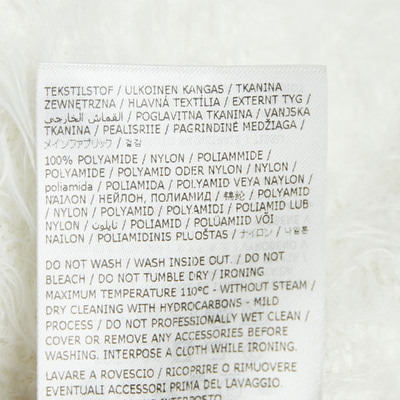 TEKSTILSTOF / ULKOINEN KANGAS / TKANINA
ZEWNĘTRZNA / HLAVNÁ TEXTÍLIA / EXTERNT TYG /
القماش الخارجي / POGLAVITNA TKANINA / VANJSKA
TKANINA / PEALISRIIE / PAGRINDINĖ MEDŽIAGA /
メインファブリック / 겉감
100% POLYAMIDE / NYLON / POLIAMMIDE /
POLYAMIDE / POLYAMID ODER NYLON / NYLON /
poliamida / POLIAMIDA / POLYAMID VEYA NAYLON /
ΝΑΪΛΟΝ / НЕЙЛОН, ПОЛИАМИД / 锦纶 / POLYAMID
/ NYLON / POLYAMID / POLYAMIDI / POLIAMID LUB
NYLON / نايلون / POLYAMID / POLÜAMIID VÕI
NAILON / POLIAMIDINIS PLUOŠTAS / ナイロン / 나일론
DO NOT WASH / WASH INSIDE OUT. / DO NOT
BLEACH / DO NOT TUMBLE DRY / IRONING
MAXIMUM TEMPERATURE 110°C - WITHOUT STEAM /
DRY CLEANING WITH HYDROCARBONS - MILD
PROCESS / DO NOT PROFESSIONALLY WET CLEAN /
COVER OR REMOVE ANY ACCESSORIES BEFORE
WASHING. INTERPOSE A CLOTH WHILE IRONING.
LAVARE A ROVESCIO / RICOPRIRE O RIMUOVERE
EVENTUALI ACCESSORI PRIMA DEL LAVAGGIO.